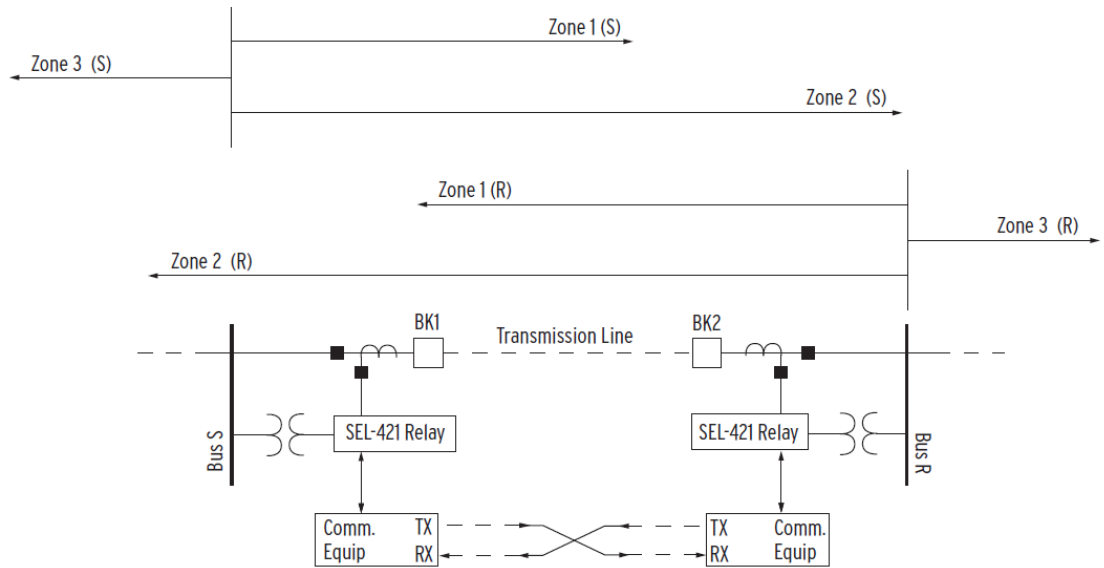 Zone 1 (S)
Zone 3 (S)
Zone 2 (S)
Zone 1 (R)
Zone 3 (R)
Zone 2 (R)
BK1
Transmission Line
BK2
Bus S
SEL-421 Relay
SEL-421 Relay
Bus R
Comm.
Equip
TX
RX
TX
RX
Comm.
Equip